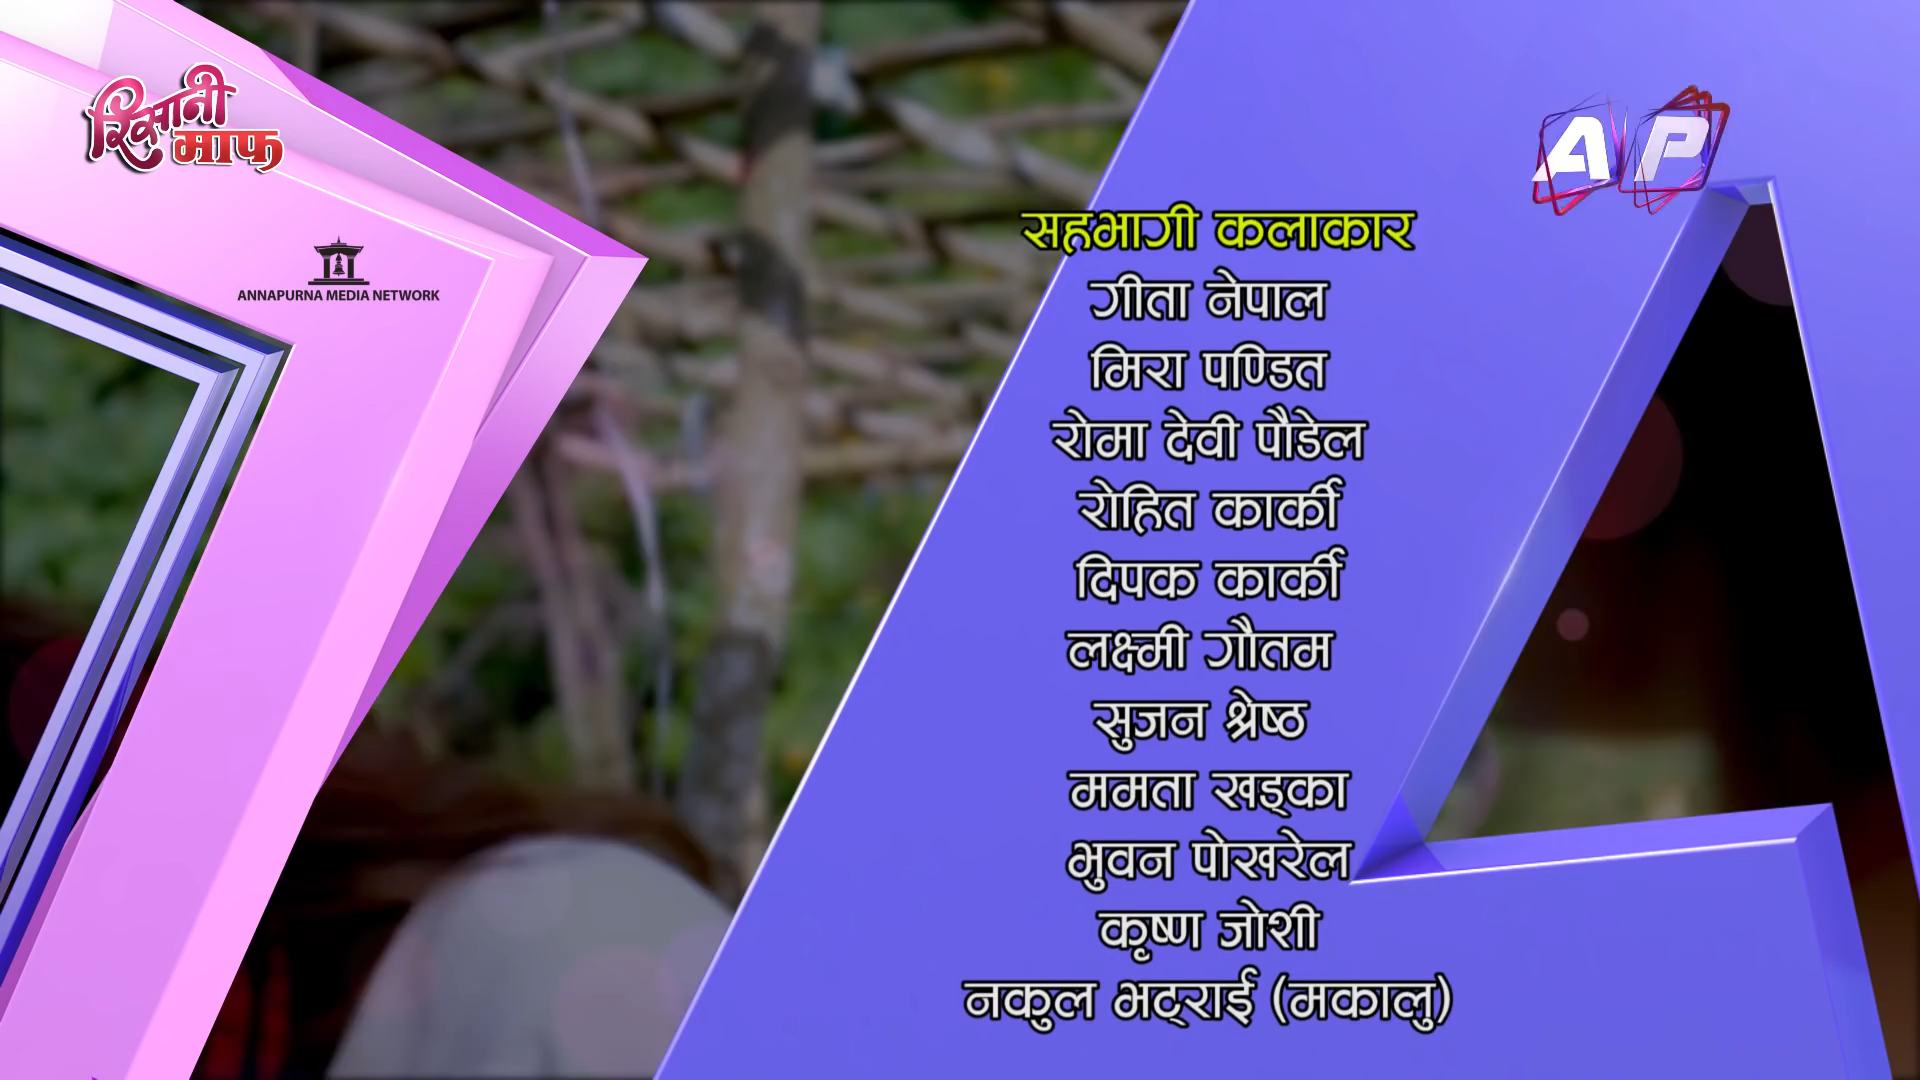 रिसानी
माफ
AP
ANNAPURNA MEDIA NETWORK
सहभागी कलाकार
गीता नेपाल
मिरा पण्डित
रोमा देवी पौडेल
रोहित कार्की
दिपक कार्की
लक्ष्मी गौतम
सुजन श्रेष्ठ
ममता खड्का
भुवन पोखरेल
कृष्ण जोशी
नकुल भट्राई (मकालु)